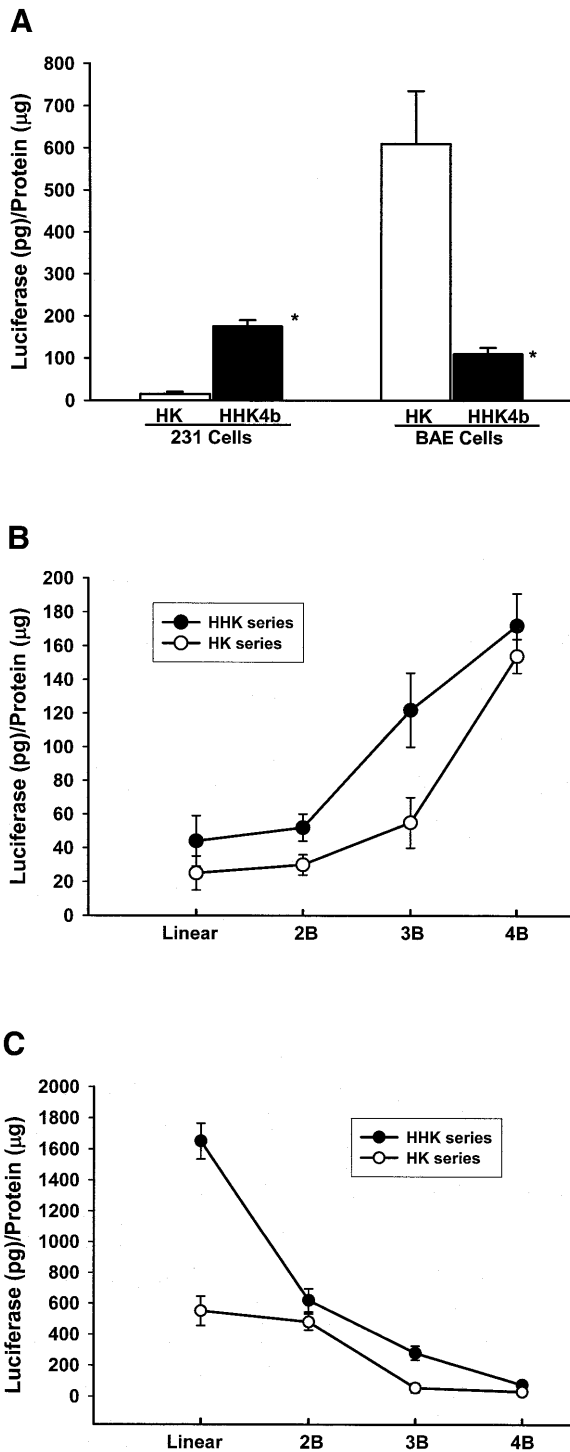 A
Luciferase (pg)/Protein (μg)
800
700
600
500
400
300
200
100
0
*
*
HK HHK4b HK HHK4b
231 Cells BAE Cells
B
Luciferase (pg)/Protein (μg)
200
180
160
140
120
100
80
60
40
20
0
HHK series
HK series
Linear 2B 3B 4B
C
Luciferase (pg)/Protein (μg)
2000
1800
1600
1400
1200
1000
800
600
400
200
0
HHK series
HK series
Linear 2B 3B 4B